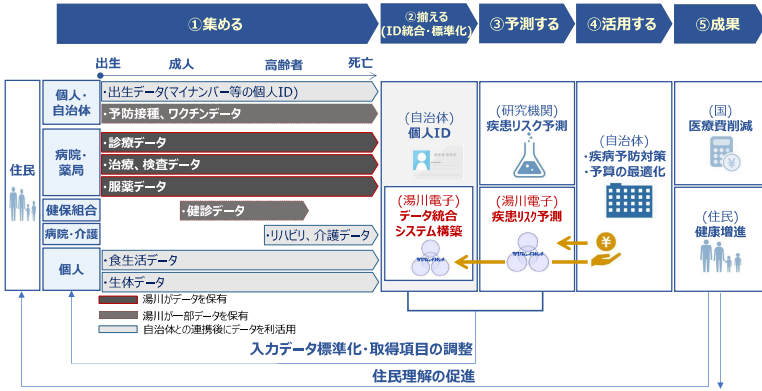 ①集める
②揃える
(ID統合・標準化)
③予測する
④活用する
⑤成果
出生
成人
高齢者
死亡
住民
個人・
自治体
・出生データ(マイナンバー等の個人ID)
・予防接種、ワクチンデータ
病院・
薬局
・診療データ
・治療、検査データ
・服薬データ
健保組合
・健診データ
病院・介護
・リハビリ、介護データ
個人
・食生活データ
・生体データ
湯川がデータを保有
湯川が一部データを保有
自治体との連携後にデータを利活用
(自治体)
個人ID
(湯川電子)
データ統合
システム構築
(研究機関)
疾患リスク予測
(湯川電子)
疾患リスク予測
(自治体)
・疾病予防対策
・予算の最適化
¥
(国)
医療費削減
¥
(住民)
健康増進
入力データ標準化・取得項目の調整
住民理解の促進